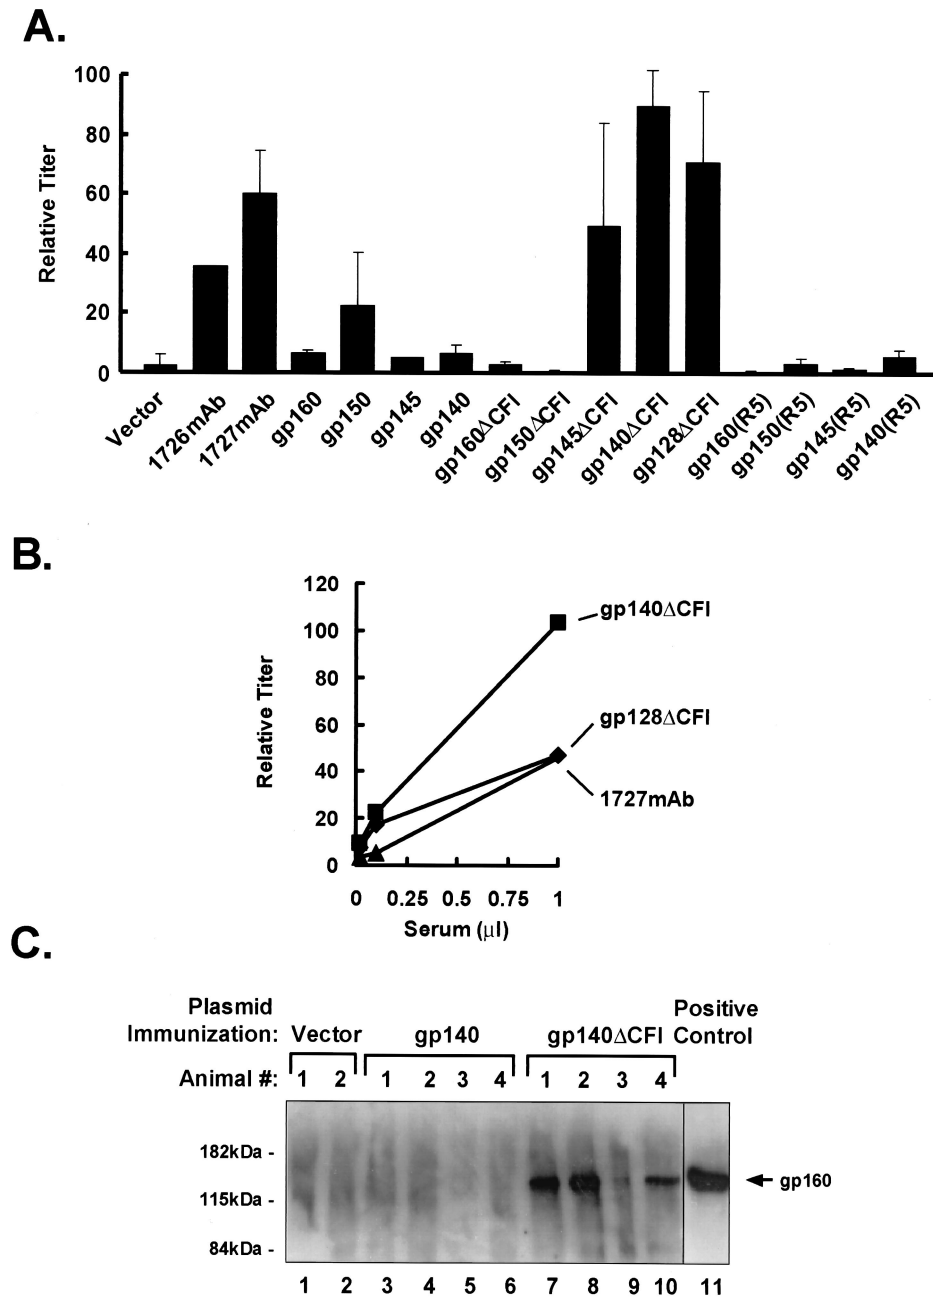 A.
Relative Titer
100
80
60
40
20
0
Vector
1726mAb
1727mAb
gp160
gp150
gp145
gp140
gp160ΔCFI
gp150ΔCFI
gp145ΔCFI
gp140ΔCFI
gp128ΔCFI
gp160(R5)
gp150(R5)
gp145(R5)
gp140(R5)
B.
Relative Titer
120
100
80
60
40
20
0
0 0.25 0.5 0.75 1
Serum (μl)
gp140ΔCFI
gp128ΔCFI
1727mAb
C.
Plasmid Immunization: Vector gp140 gp140ΔCFI Positive Control
Animal #: 1 2 1 2 3 4 1 2 3 4
182kDa -
115kDa -
84kDa -
gp160
1 2 3 4 5 6 7 8 9 10 11